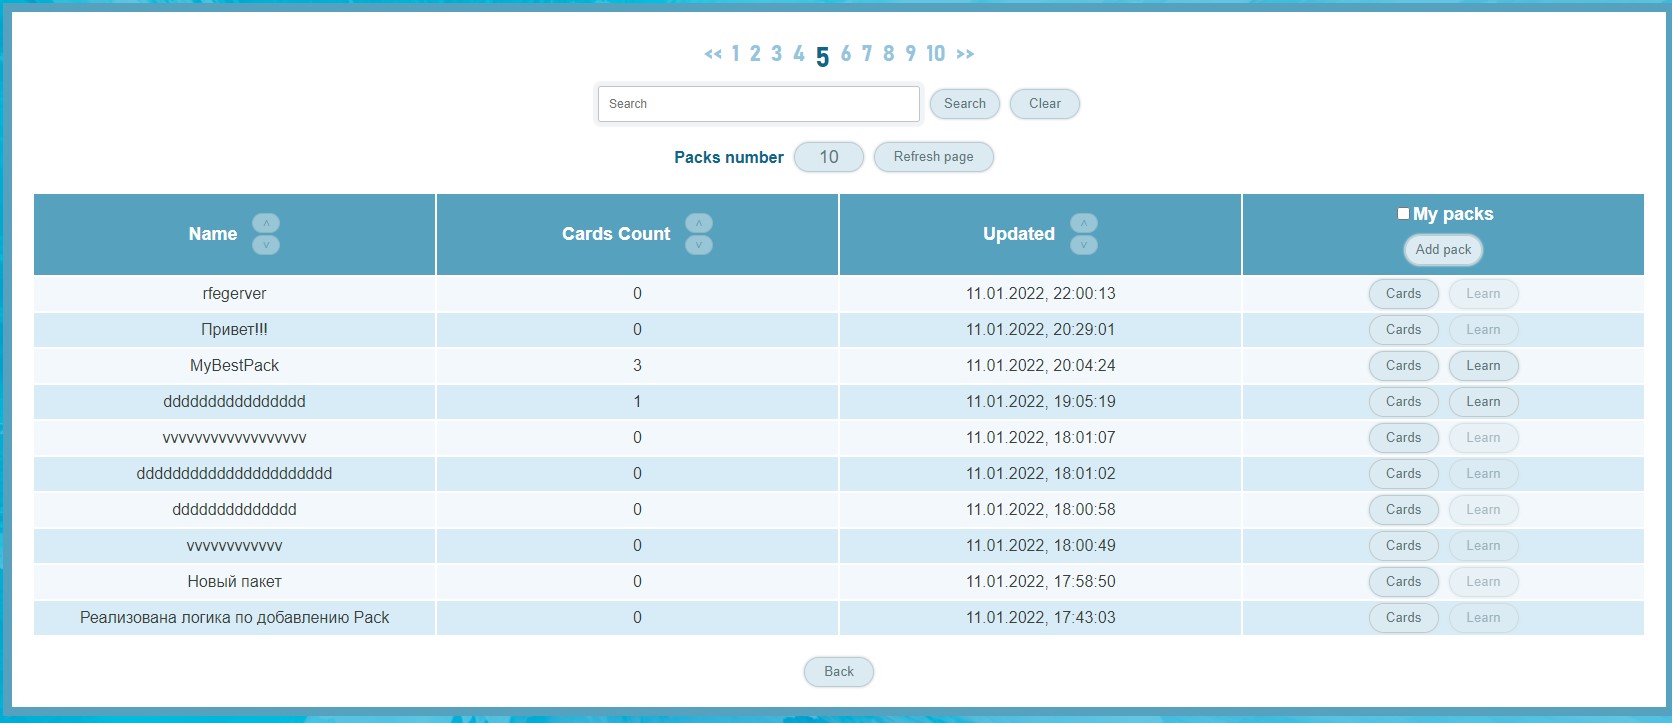 << 1 2 3 4 5 6 7 8 9 10 >>
Search Search Clear
Packs number 10 Refresh page
Name ^ v Cards Count ^ v Updated ^ v My packs
Add pack
rfegerver 0 11.01.2022, 22:00:13 Cards Learn
Привет!!! 0 11.01.2022, 20:29:01 Cards Learn
MyBestPack 3 11.01.2022, 20:04:24 Cards Learn
dddddddddddddddd 1 11.01.2022, 19:05:19 Cards Learn
vvvvvvvvvvvvvvvvvv 0 11.01.2022, 18:01:07 Cards Learn
dddddddddddddddddddddd 0 11.01.2022, 18:01:02 Cards Learn
dddddddddddddd 0 11.01.2022, 18:00:58 Cards Learn
vvvvvvvvvvvv 0 11.01.2022, 18:00:49 Cards Learn
Новый пакет 0 11.01.2022, 17:58:50 Cards Learn
Реализована логика по добавлению Pack 0 11.01.2022, 17:43:03 Cards Learn
Back